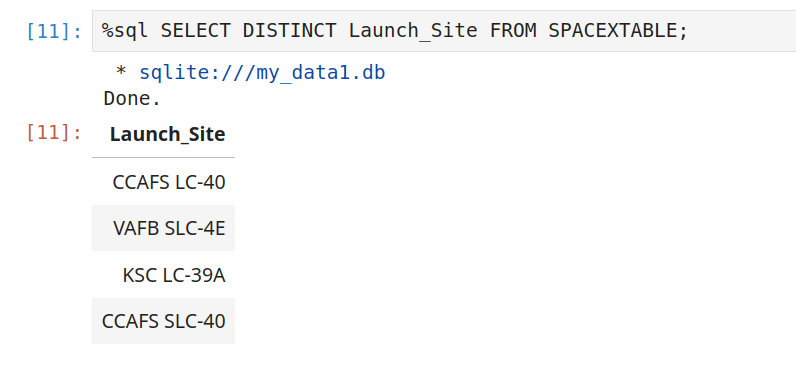 [11]: %sql SELECT DISTINCT Launch_Site FROM SPACEXTABLE;
* sqlite:///my_data1.db
Done.
[11]: Launch_Site
CCAFS LC-40
VAFB SLC-4E
KSC LC-39A
CCAFS SLC-40